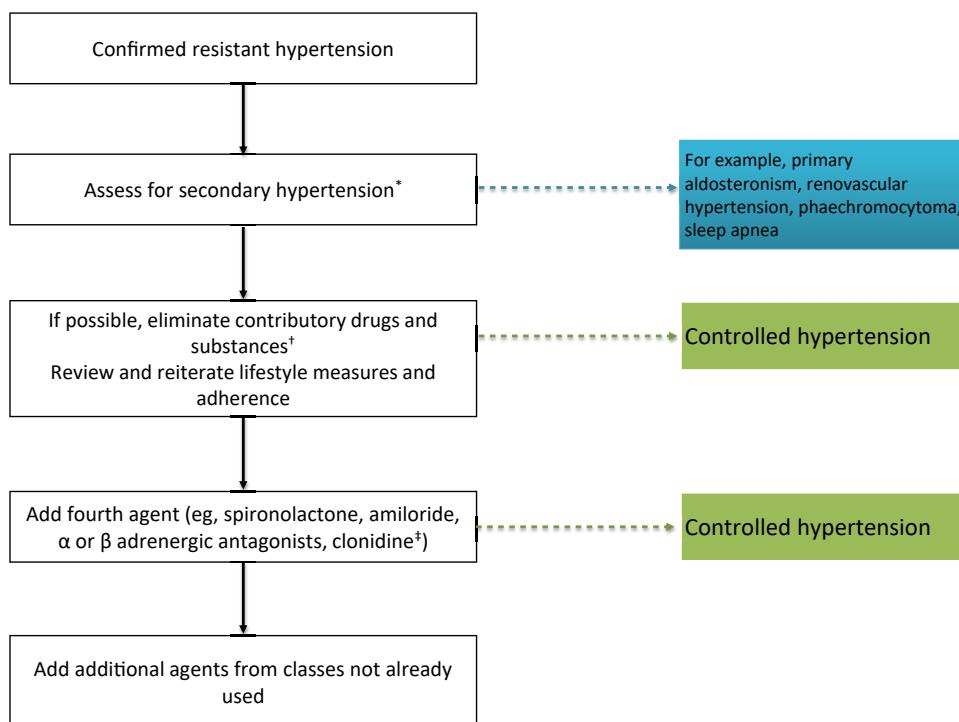 Confirmed resistant hypertension
Assess for secondary hypertension*
For example, primary
aldosteronism, renovascular
hypertension, phaechromocytoma,
sleep apnea
If possible, eliminate contributory drugs and
substances†
Review and reiterate lifestyle measures and
adherence
Controlled hypertension
Add fourth agent (eg, spironolactone, amiloride,
α or β adrenergic antagonists, clonidine‡)
Controlled hypertension
Add additional agents from classes not already
used